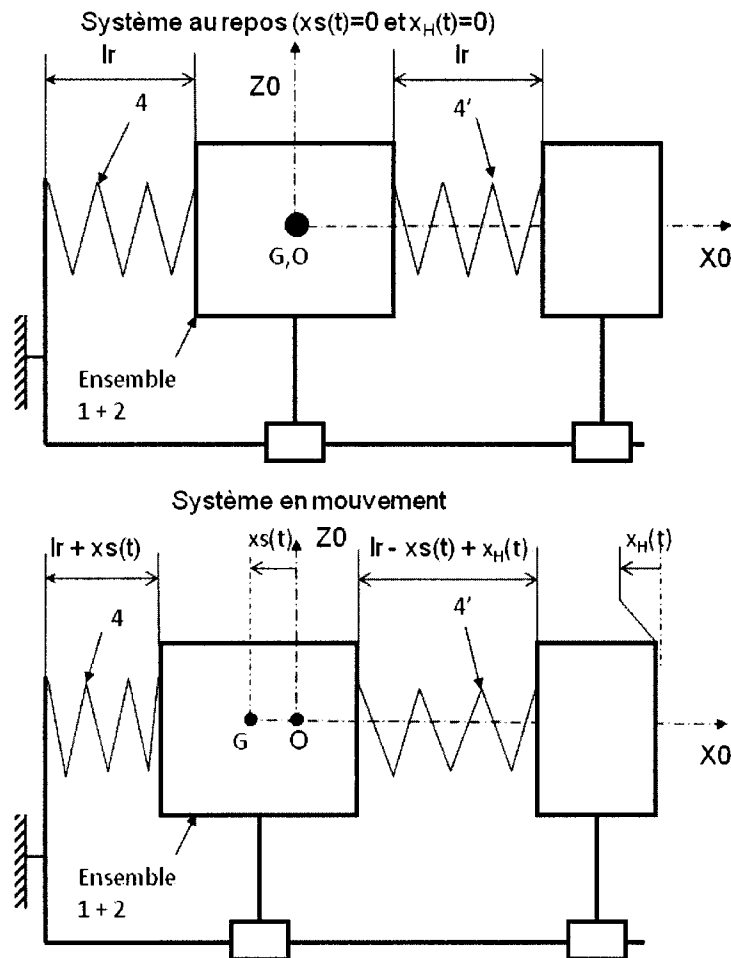 Système au repos (xs(t)=0 et x_H(t)=0)
lr
lr
Z0
4
4'
G,O
X0
Ensemble
1 + 2
Système en mouvement
lr + xs(t)
xs(t)
Z0
lr - xs(t) + x_H(t)
x_H(t)
4
4'
G
O
X0
Ensemble
1 + 2